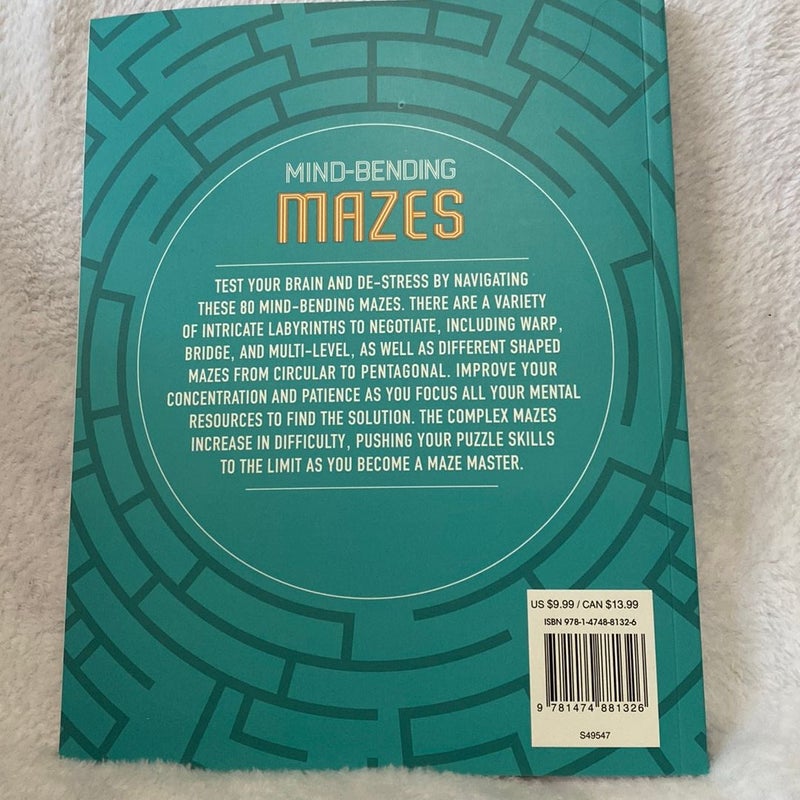 MIND-BENDING
MAZES
TEST YOUR BRAIN AND DE-STRESS BY NAVIGATING
THESE 80 MIND-BENDING MAZES. THERE ARE A VARIETY
OF INTRICATE LABYRINTHS TO NEGOTIATE, INCLUDING WARP,
BRIDGE, AND MULTI-LEVEL, AS WELL AS DIFFERENT SHAPED
MAZES FROM CIRCULAR TO PENTAGONAL. IMPROVE YOUR
CONCENTRATION AND PATIENCE AS YOU FOCUS ALL YOUR MENTAL
RESOURCES TO FIND THE SOLUTION. THE COMPLEX MAZES
INCREASE IN DIFFICULTY, PUSHING YOUR PUZZLE SKILLS
TO THE LIMIT AS YOU BECOME A MAZE MASTER.
US $9.99 / CAN $13.99
ISBN 978-1-4748-8132-6
9 781474 881326
S49547